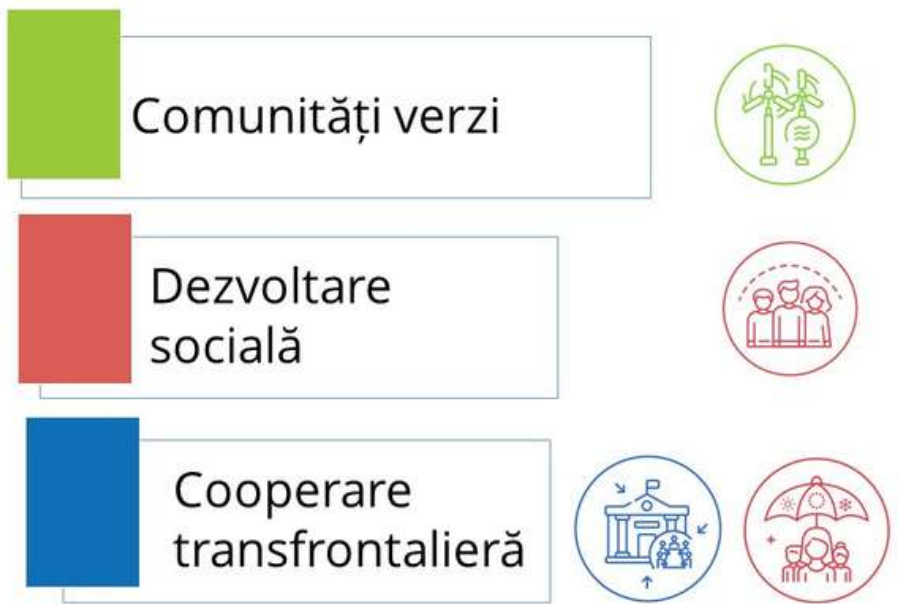 Comunități verzi
Dezvoltare
socială
Cooperare
transfrontalieră